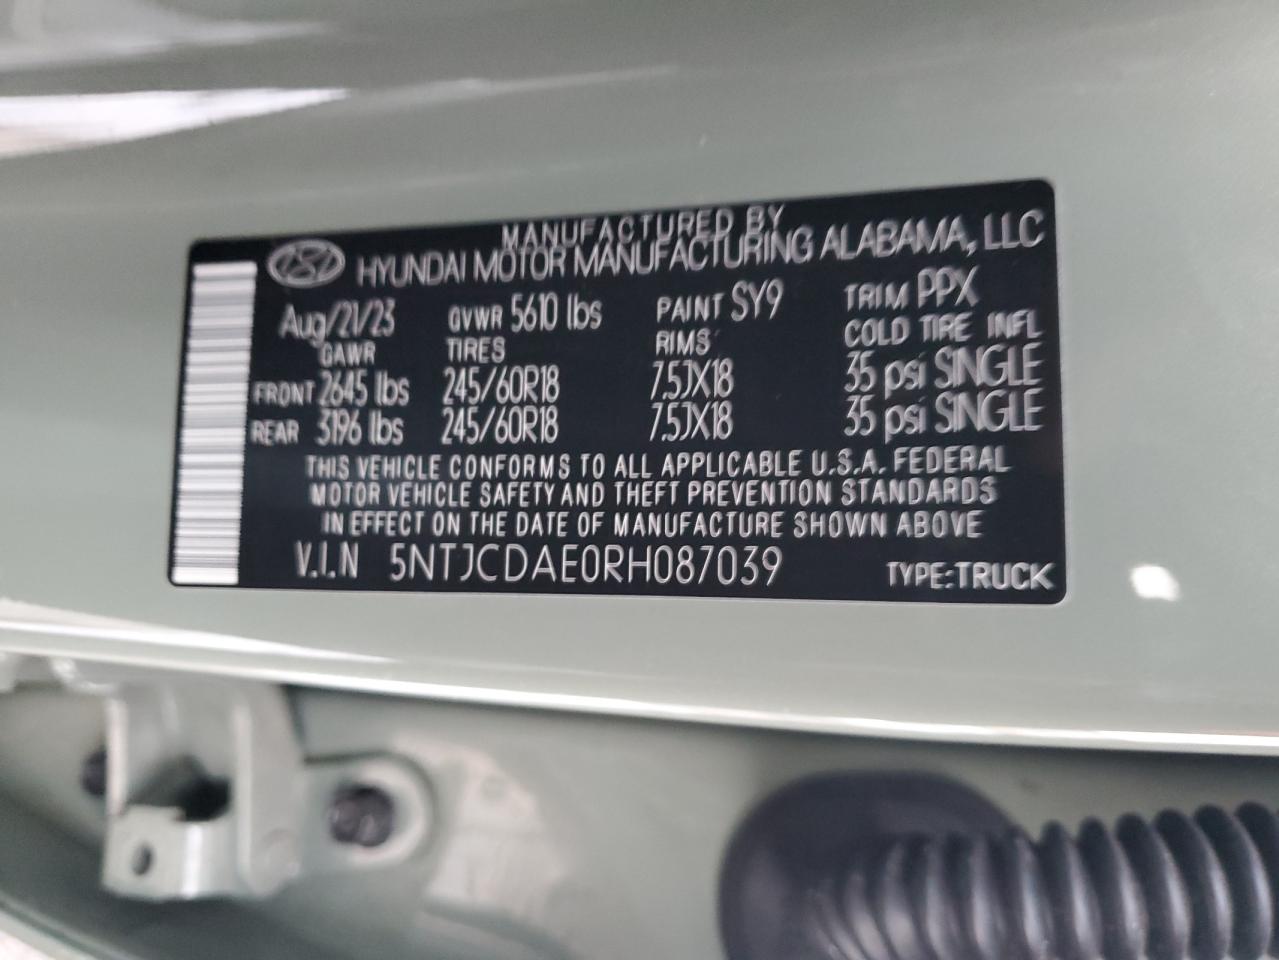 MANUFACTURED BY
HYUNDAI MOTOR MANUFACTURING ALABAMA, LLC
Aug/21/23 GVWR 5610 lbs PAINT SY9 TRIM PPX
GAWR TIRES RIMS COLD TIRE INFL
FRONT 2645 lbs 245/60R18 7.5JX18 35 psi SINGLE
REAR 3196 lbs 245/60R18 7.5JX18 35 psi SINGLE
THIS VEHICLE CONFORMS TO ALL APPLICABLE U.S.A. FEDERAL
MOTOR VEHICLE SAFETY AND THEFT PREVENTION STANDARDS
IN EFFECT ON THE DATE OF MANUFACTURE SHOWN ABOVE
V.I.N 5NTJCDAE0RH087039 TYPE:TRUCK